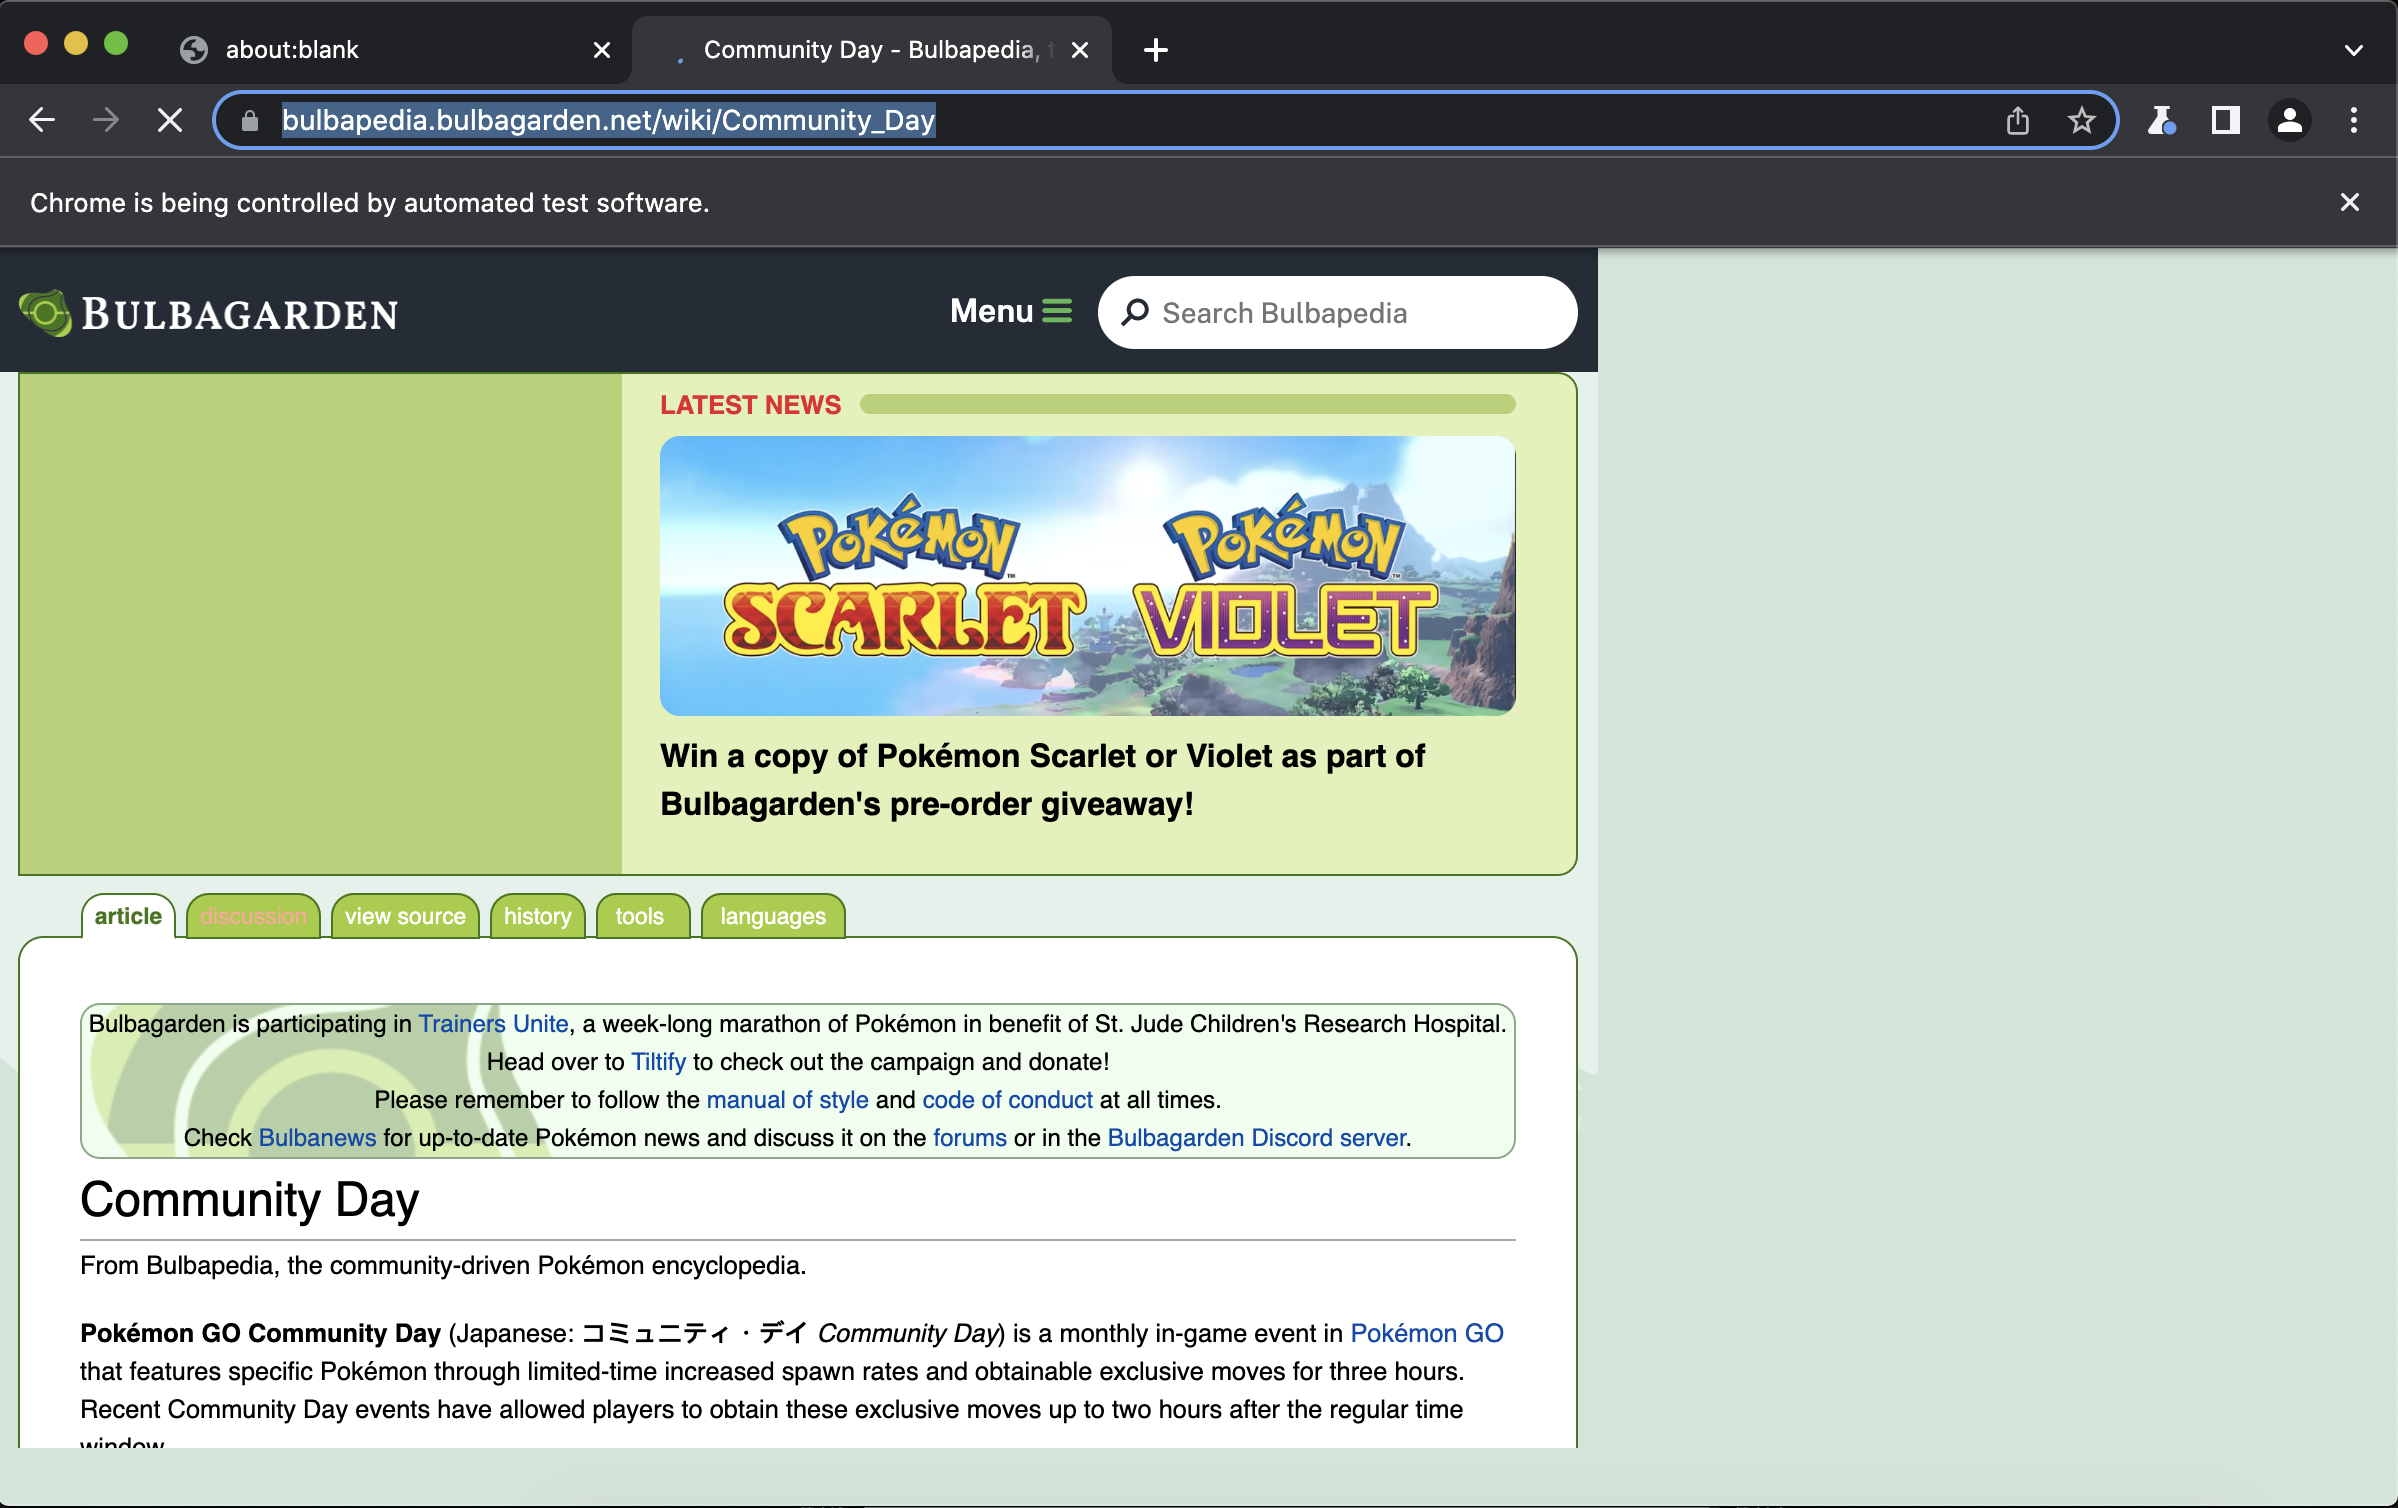 about:blank
Community Day - Bulbapedia,
bulbapedia.bulbagarden.net/wiki/Community_Day
Chrome is being controlled by automated test software.
BULBAGARDEN
Menu
Search Bulbapedia
LATEST NEWS
POKÉMON SCARLET
POKÉMON VIOLET
Win a copy of Pokémon Scarlet or Violet as part of
Bulbagarden's pre-order giveaway!
article
discussion
view source
history
tools
languages
Bulbagarden is participating in Trainers Unite, a week-long marathon of Pokémon in benefit of St. Jude Children's Research Hospital.
Head over to Tiltify to check out the campaign and donate!
Please remember to follow the manual of style and code of conduct at all times.
Check Bulbanews for up-to-date Pokémon news and discuss it on the forums or in the Bulbagarden Discord server.
Community Day
From Bulbapedia, the community-driven Pokémon encyclopedia.
Pokémon GO Community Day (Japanese: コミュニティ・デイ Community Day) is a monthly in-game event in Pokémon GO
that features specific Pokémon through limited-time increased spawn rates and obtainable exclusive moves for three hours.
Recent Community Day events have allowed players to obtain these exclusive moves up to two hours after the regular time
window.